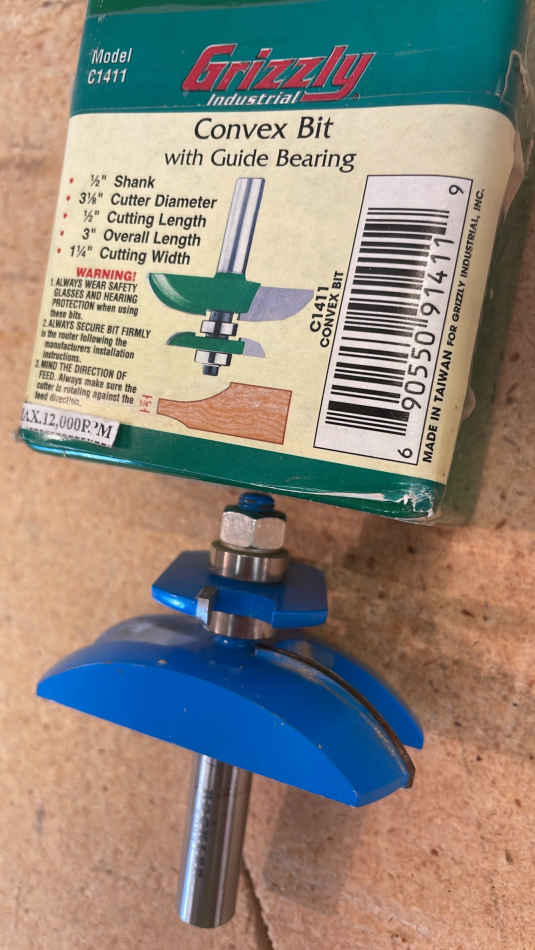 Model
C1411
Grizzly
Industrial
Convex Bit
with Guide Bearing
• ½" Shank
• 3⅛" Cutter Diameter
• ½" Cutting Length
• 3" Overall Length
• 1¼" Cutting Width
WARNING!
1. ALWAYS WEAR SAFETY
GLASSES AND HEARING
PROTECTION when using
these bits.
2. ALWAYS SECURE BIT FIRMLY
in the router following the
manufacturers installation
instructions.
3. MIND THE DIRECTION OF
FEED. Always make sure the
cutter is rotating against the
feed direction.
MAX.12,000RPM
C1411
CONVEX BIT
6 90550 91411 9
MADE IN TAIWAN FOR GRIZZLY INDUSTRIAL, INC.